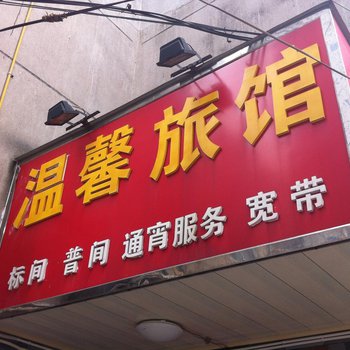 温馨旅馆
标间 普间 通宵服务 宽带